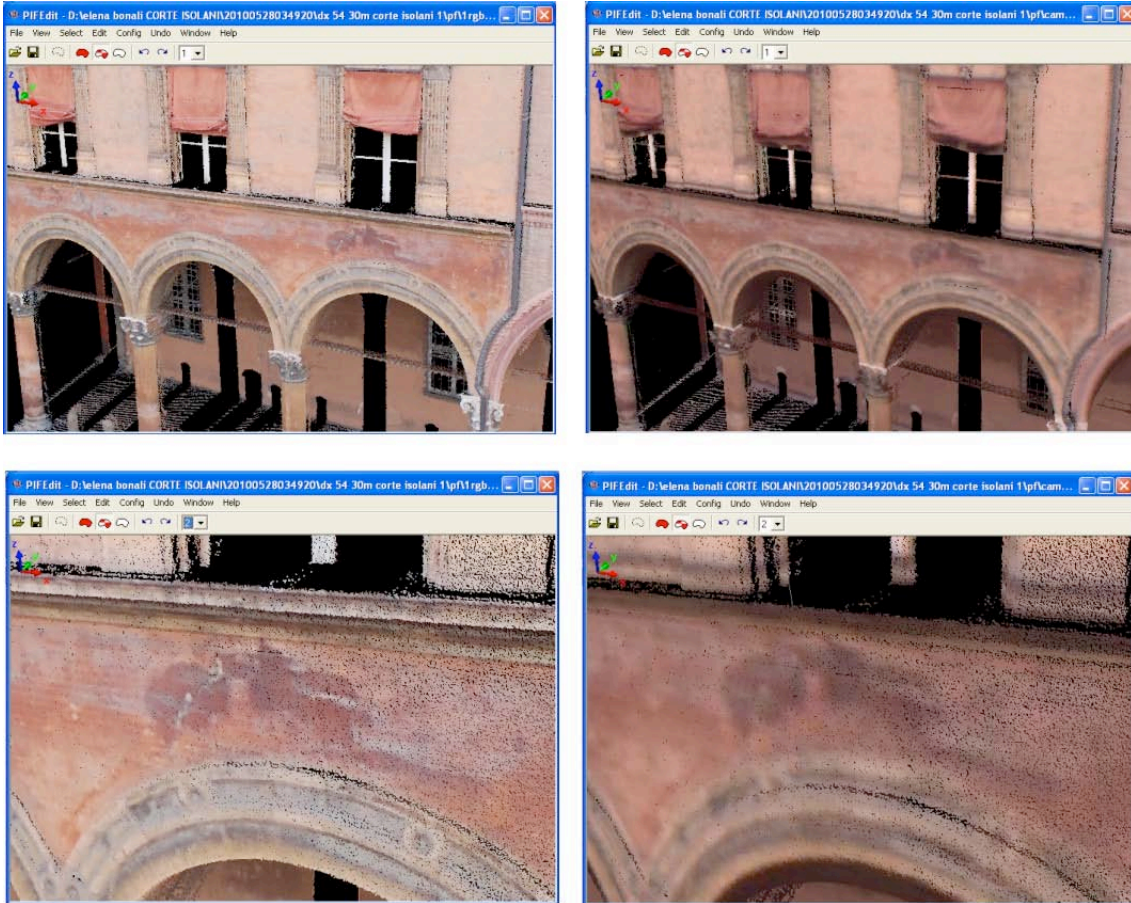 PIFEdit - D:\elena bonali CORTE ISOLANI\20100528034920\dx 54 30m corte isolani 1\pf\1rgb...
File View Select Edit Config Undo Window Help
1
z
y
x
PIFEdit - D:\elena bonali CORTE ISOLANI\20100528034920\dx 54 30m corte isolani 1\pf\cam...
File View Select Edit Config Undo Window Help
1
z
y
x
PIFEdit - D:\elena bonali CORTE ISOLANI\20100528034920\dx 54 30m corte isolani 1\pf\1rgb...
File View Select Edit Config Undo Window Help
2
z
y
x
PIFEdit - D:\elena bonali CORTE ISOLANI\20100528034920\dx 54 30m corte isolani 1\pf\cam...
File View Select Edit Config Undo Window Help
2
z
y
x